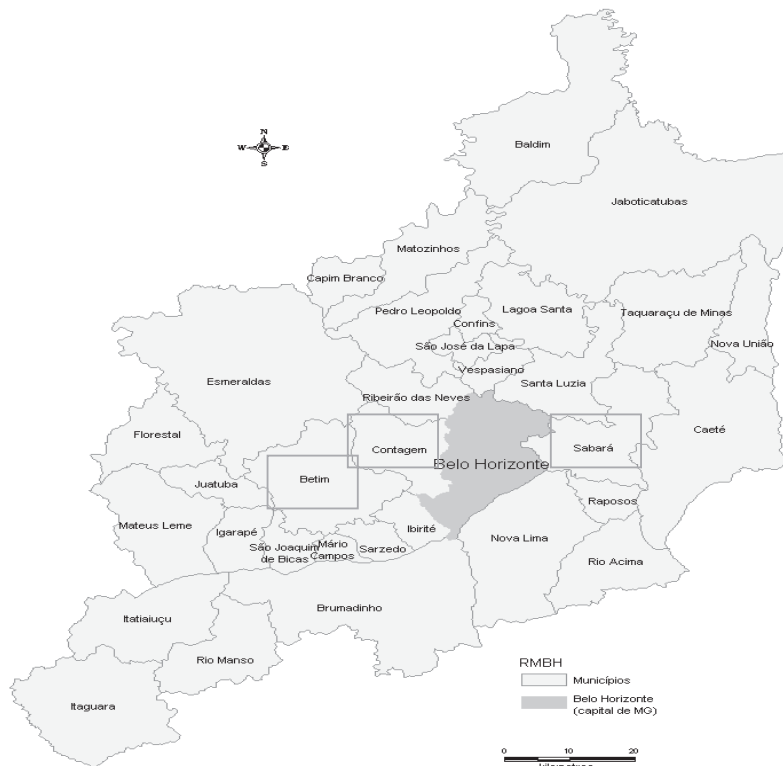 N
W
E
S
Baldim
Jaboticatubas
Matozinhos
Capim Branco
Pedro Leopoldo
Lagoa Santa
Confins
Taquaraçu de Minas
São José da Lapa
Nova União
Vespasiano
Esmeraldas
Santa Luzia
Ribeirão das Neves
Florestal
Contagem
Caeté
Sabará
Belo Horizonte
Betim
Juatuba
Raposos
Mateus Leme
Igarapé
Ibirité
São Joaquim
de Bicas
Mário
Campos
Sarzedo
Nova Lima
Rio Acima
Brumadinho
Itatiaiuçu
Rio Manso
Itaguara
RMBH
Municípios
Belo Horizonte
(capital de MG)
0 10 20
kilometres